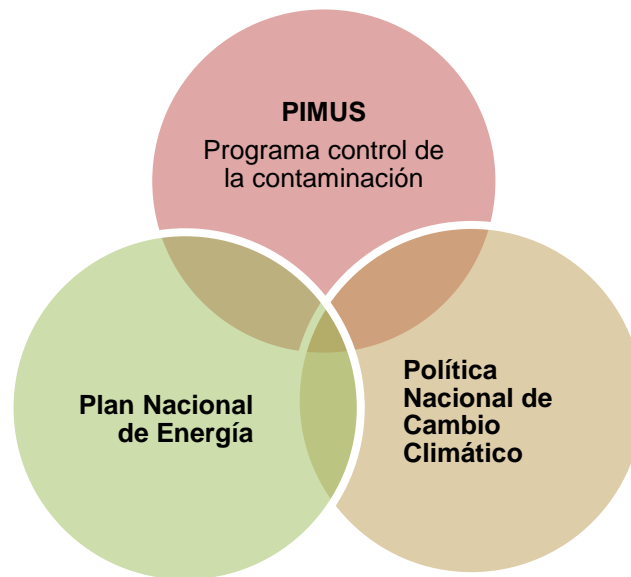 PIMUS
Programa control de
la contaminación
Plan Nacional
de Energía
Política
Nacional de
Cambio
Climático